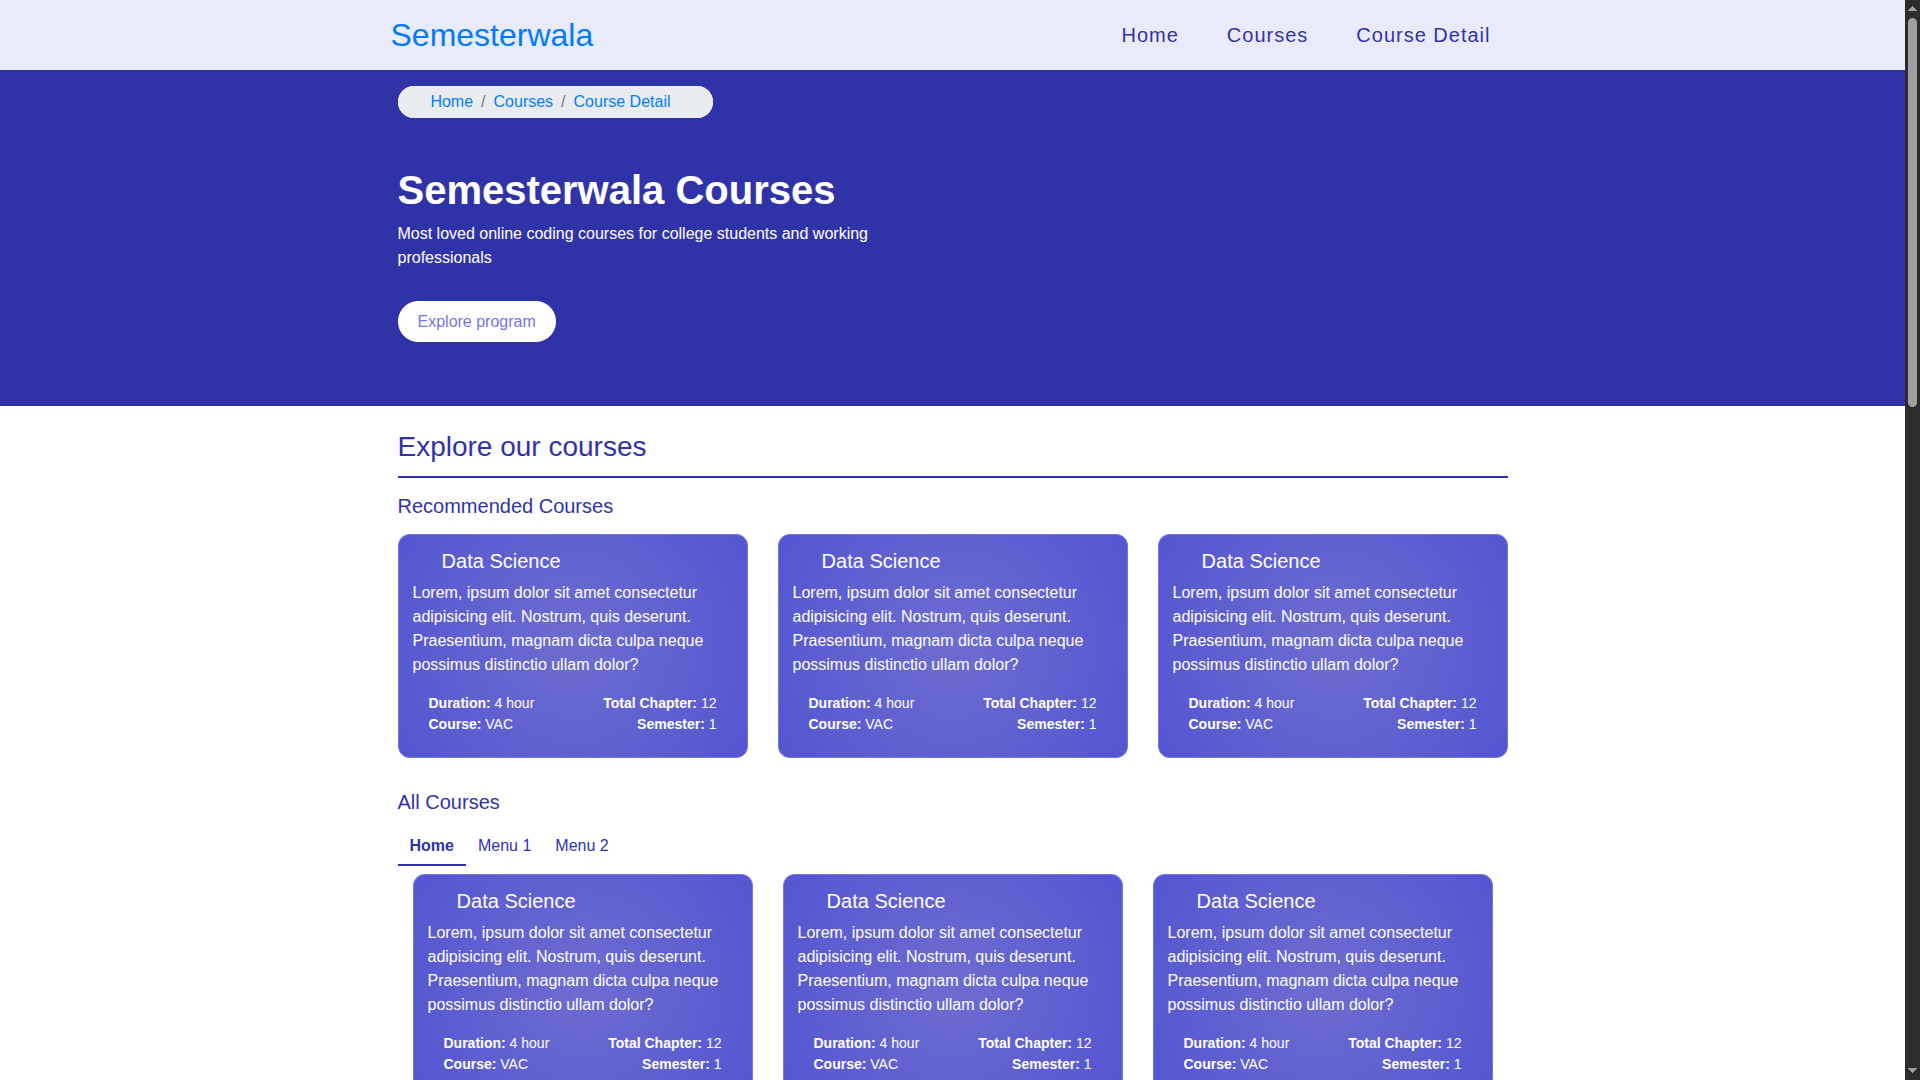 Semesterwala
Home Courses Course Detail
Home / Courses / Course Detail
Semesterwala Courses
Most loved online coding courses for college students and working
professionals
Explore program
Explore our courses
Recommended Courses
Data Science
Lorem, ipsum dolor sit amet consectetur
adipisicing elit. Nostrum, quis deserunt.
Praesentium, magnam dicta culpa neque
possimus distinctio ullam dolor?
Duration: 4 hour Total Chapter: 12
Course: VAC Semester: 1
Data Science
Lorem, ipsum dolor sit amet consectetur
adipisicing elit. Nostrum, quis deserunt.
Praesentium, magnam dicta culpa neque
possimus distinctio ullam dolor?
Duration: 4 hour Total Chapter: 12
Course: VAC Semester: 1
Data Science
Lorem, ipsum dolor sit amet consectetur
adipisicing elit. Nostrum, quis deserunt.
Praesentium, magnam dicta culpa neque
possimus distinctio ullam dolor?
Duration: 4 hour Total Chapter: 12
Course: VAC Semester: 1
All Courses
Home Menu 1 Menu 2
Data Science
Lorem, ipsum dolor sit amet consectetur
adipisicing elit. Nostrum, quis deserunt.
Praesentium, magnam dicta culpa neque
possimus distinctio ullam dolor?
Duration: 4 hour Total Chapter: 12
Course: VAC Semester: 1
Data Science
Lorem, ipsum dolor sit amet consectetur
adipisicing elit. Nostrum, quis deserunt.
Praesentium, magnam dicta culpa neque
possimus distinctio ullam dolor?
Duration: 4 hour Total Chapter: 12
Course: VAC Semester: 1
Data Science
Lorem, ipsum dolor sit amet consectetur
adipisicing elit. Nostrum, quis deserunt.
Praesentium, magnam dicta culpa neque
possimus distinctio ullam dolor?
Duration: 4 hour Total Chapter: 12
Course: VAC Semester: 1